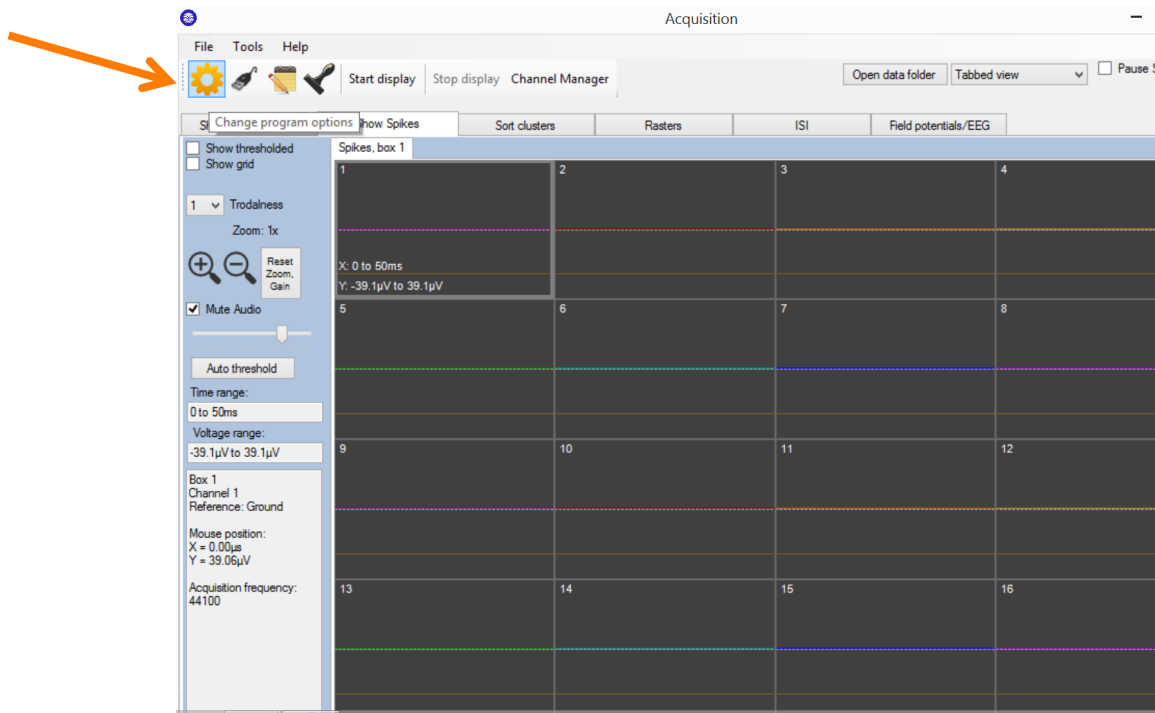 Acquisition
File Tools Help
Start display Stop display Channel Manager
Open data folder Tabbed view Pause S
Change program options
Show Spikes Sort clusters Rasters ISI Field potentials/EEG
Show thresholded
Show grid
1 Trodalness
Zoom: 1x
Reset
Zoom,
Gain
Mute Audio
Auto threshold
Time range:
0 to 50ms
Voltage range:
-39.1µV to 39.1µV
Box 1
Channel 1
Reference: Ground
Mouse position:
X = 0.00µs
Y = 39.06µV
Acquisition frequency:
44100
Spikes, box 1
1 2 3 4
X: 0 to 50ms
Y: -39.1µV to 39.1µV
5 6 7 8
9 10 11 12
13 14 15 16